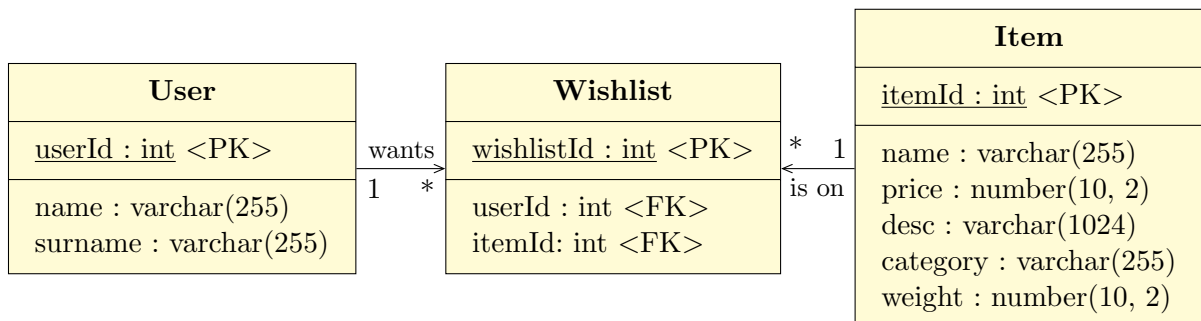 User
userId : int <PK>
name : varchar(255)
surname : varchar(255)
wants
1 *
Wishlist
wishlistId : int <PK>
userId : int <FK>
itemId: int <FK>
* 1
is on
Item
itemId : int <PK>
name : varchar(255)
price : number(10, 2)
desc : varchar(1024)
category : varchar(255)
weight : number(10, 2)